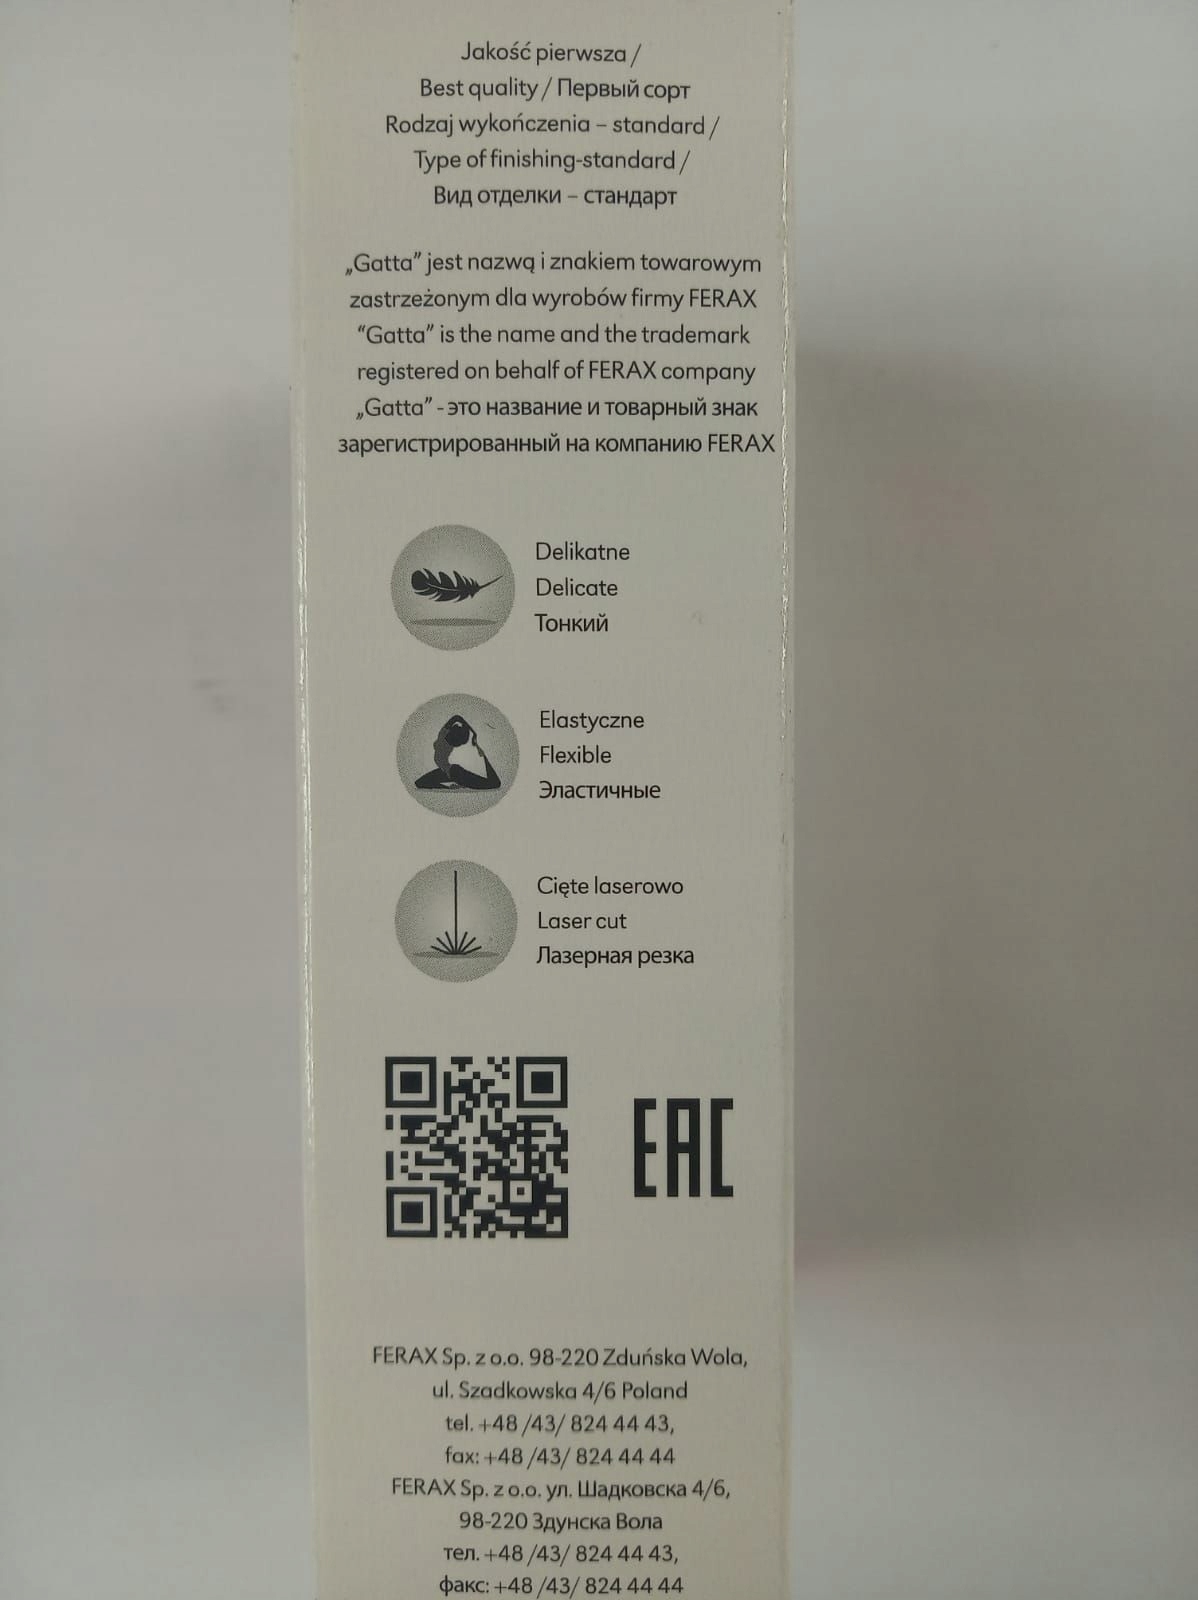 Jakość pierwsza /
Best quality / Первый сорт
Rodzaj wykończenia – standard /
Type of finishing-standard /
Вид отделки – стандарт
„Gatta” jest nazwą i znakiem towarowym
zastrzeżonym dla wyrobów firmy FERAX
“Gatta” is the name and the trademark
registered on behalf of FERAX company
„Gatta” - это название и товарный знак
зарегистрированный на компанию FERAX
Delikatne
Delicate
Тонкий
Elastyczne
Flexible
Эластичные
Cięte laserowo
Laser cut
Лазерная резка
EAC
FERAX Sp. z o.o. 98-220 Zduńska Wola,
ul. Szadkowska 4/6 Poland
tel. +48 /43/ 824 44 43,
fax: +48 /43/ 824 44 44
FERAX Sp. z o.o. ул. Шадковска 4/6,
98-220 Здунска Вола
тел. +48 /43/ 824 44 43,
факс: +48 /43/ 824 44 44